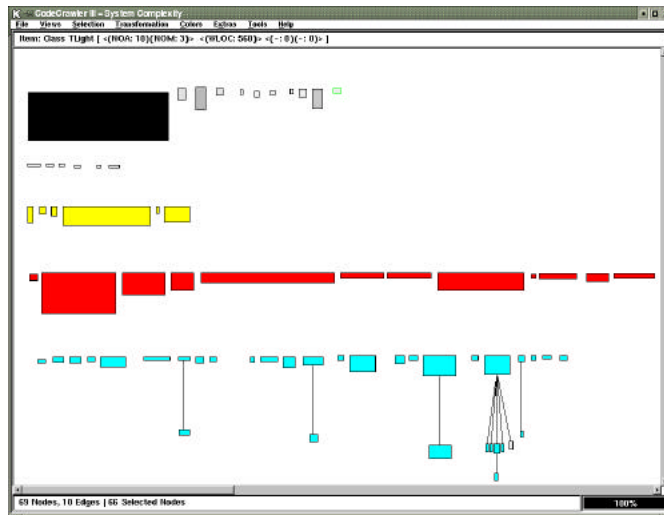 CodeCrawler III - System Complexity
File Views Selection Transformation Colors Extras Tools Help
Item: Class TLight [ <(NOA: 18)(NOM: 3)> <(WLOC: 560)> <(-: 0)(-: 0)> ]
69 Nodes, 10 Edges | 66 Selected Nodes
100%